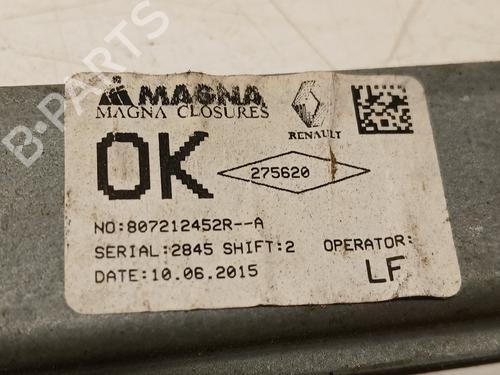 MAGNA
MAGNA CLOSURES
RENAULT
OK
275620
NO:807212452R--A
SERIAL:2845 SHIFT:2 OPERATOR:
DATE:10.06.2015 LF
B-PARTS